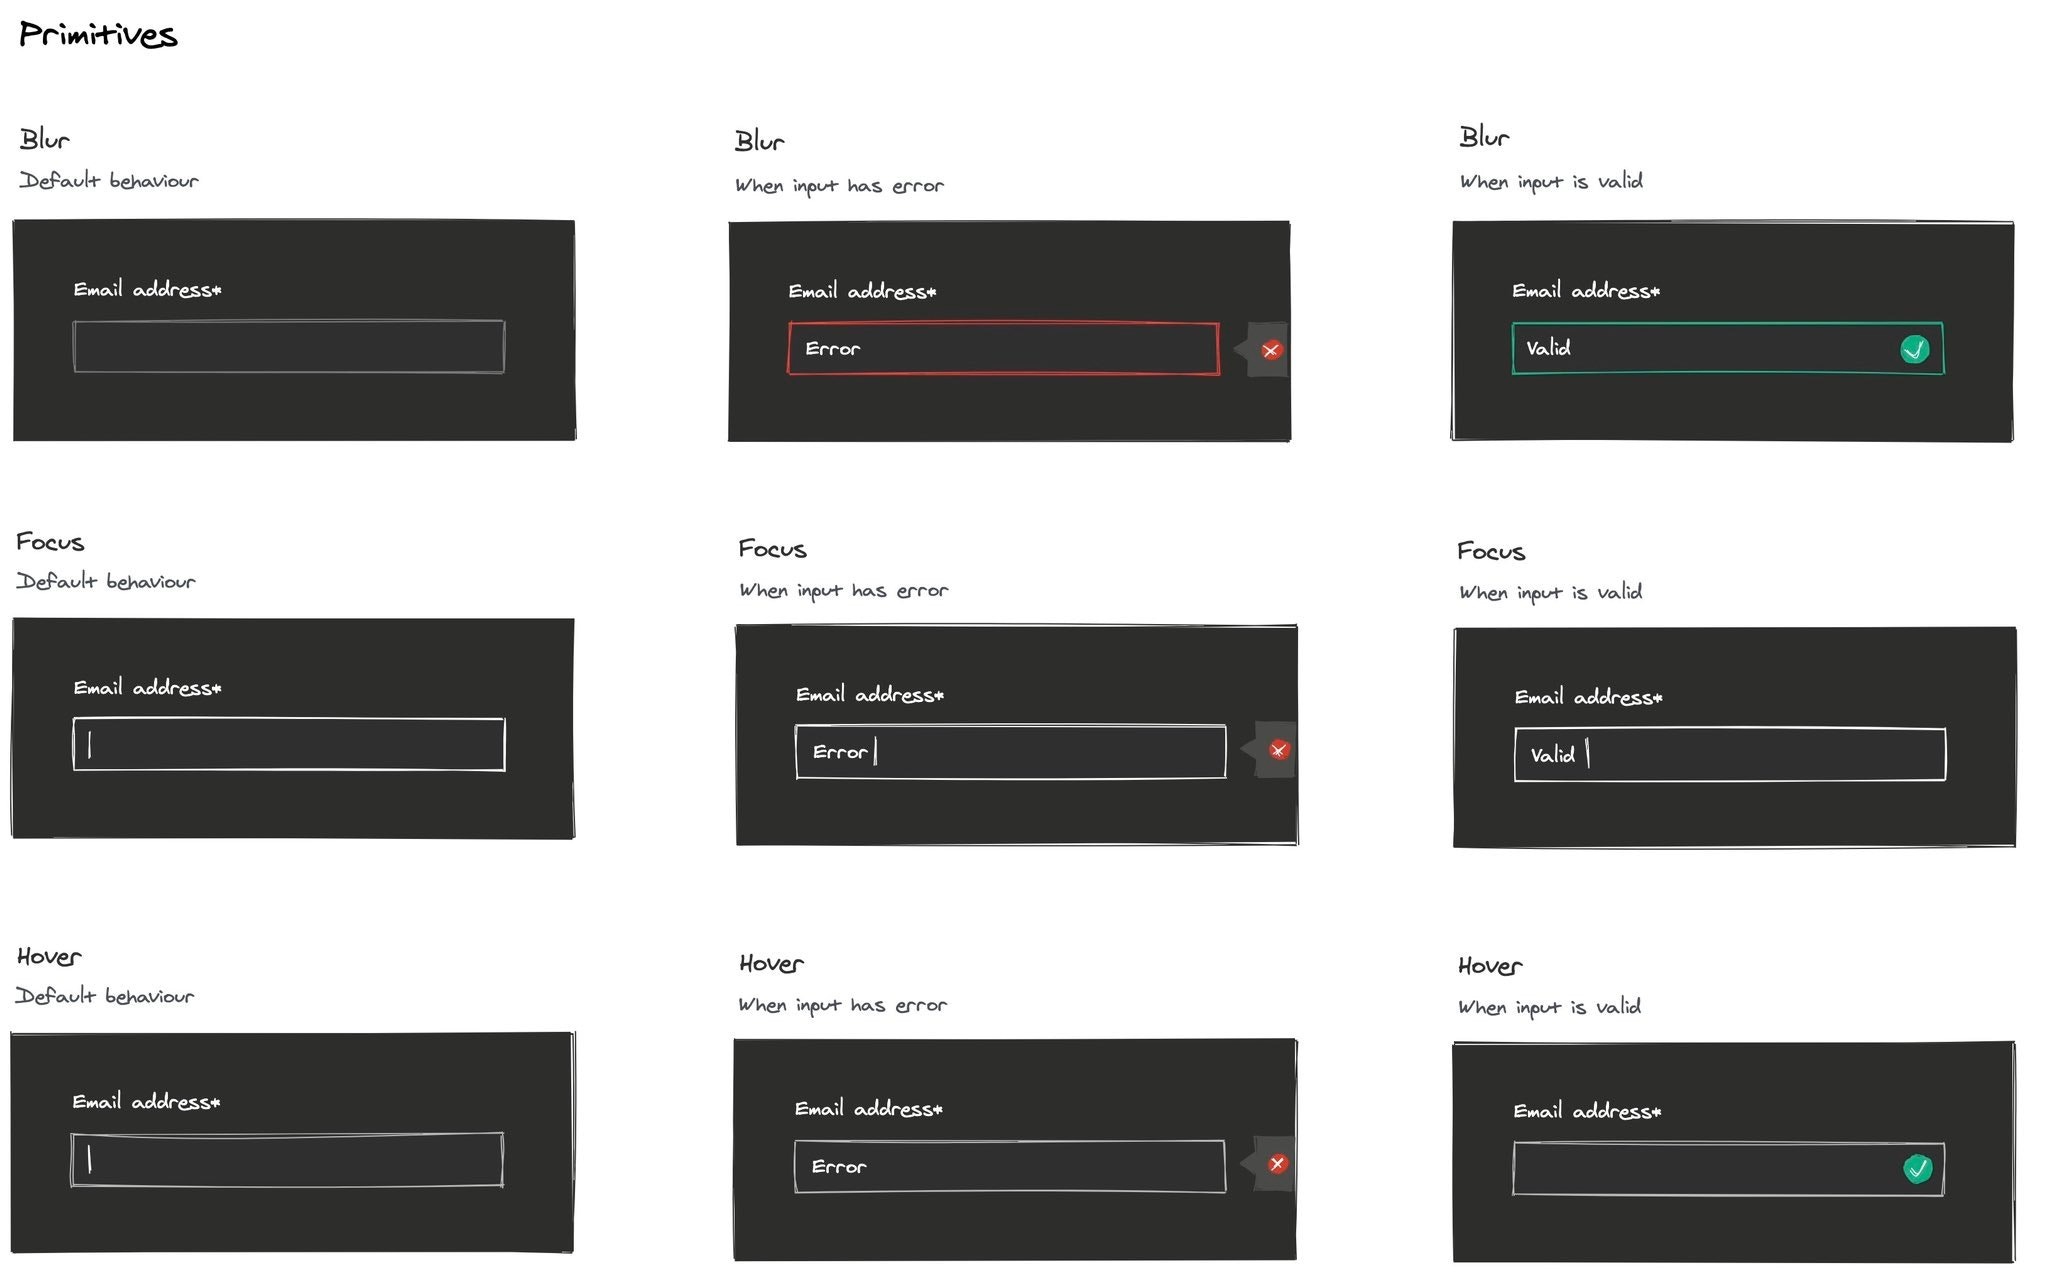 Primitives
Blur
Default behaviour
Email address*
Blur
When input has error
Email address*
Error
Blur
When input is valid
Email address*
Valid
Focus
Default behaviour
Email address*
Focus
When input has error
Email address*
Error
Focus
When input is valid
Email address*
Valid
Hover
Default behaviour
Email address*
Hover
When input has error
Email address*
Error
Hover
When input is valid
Email address*